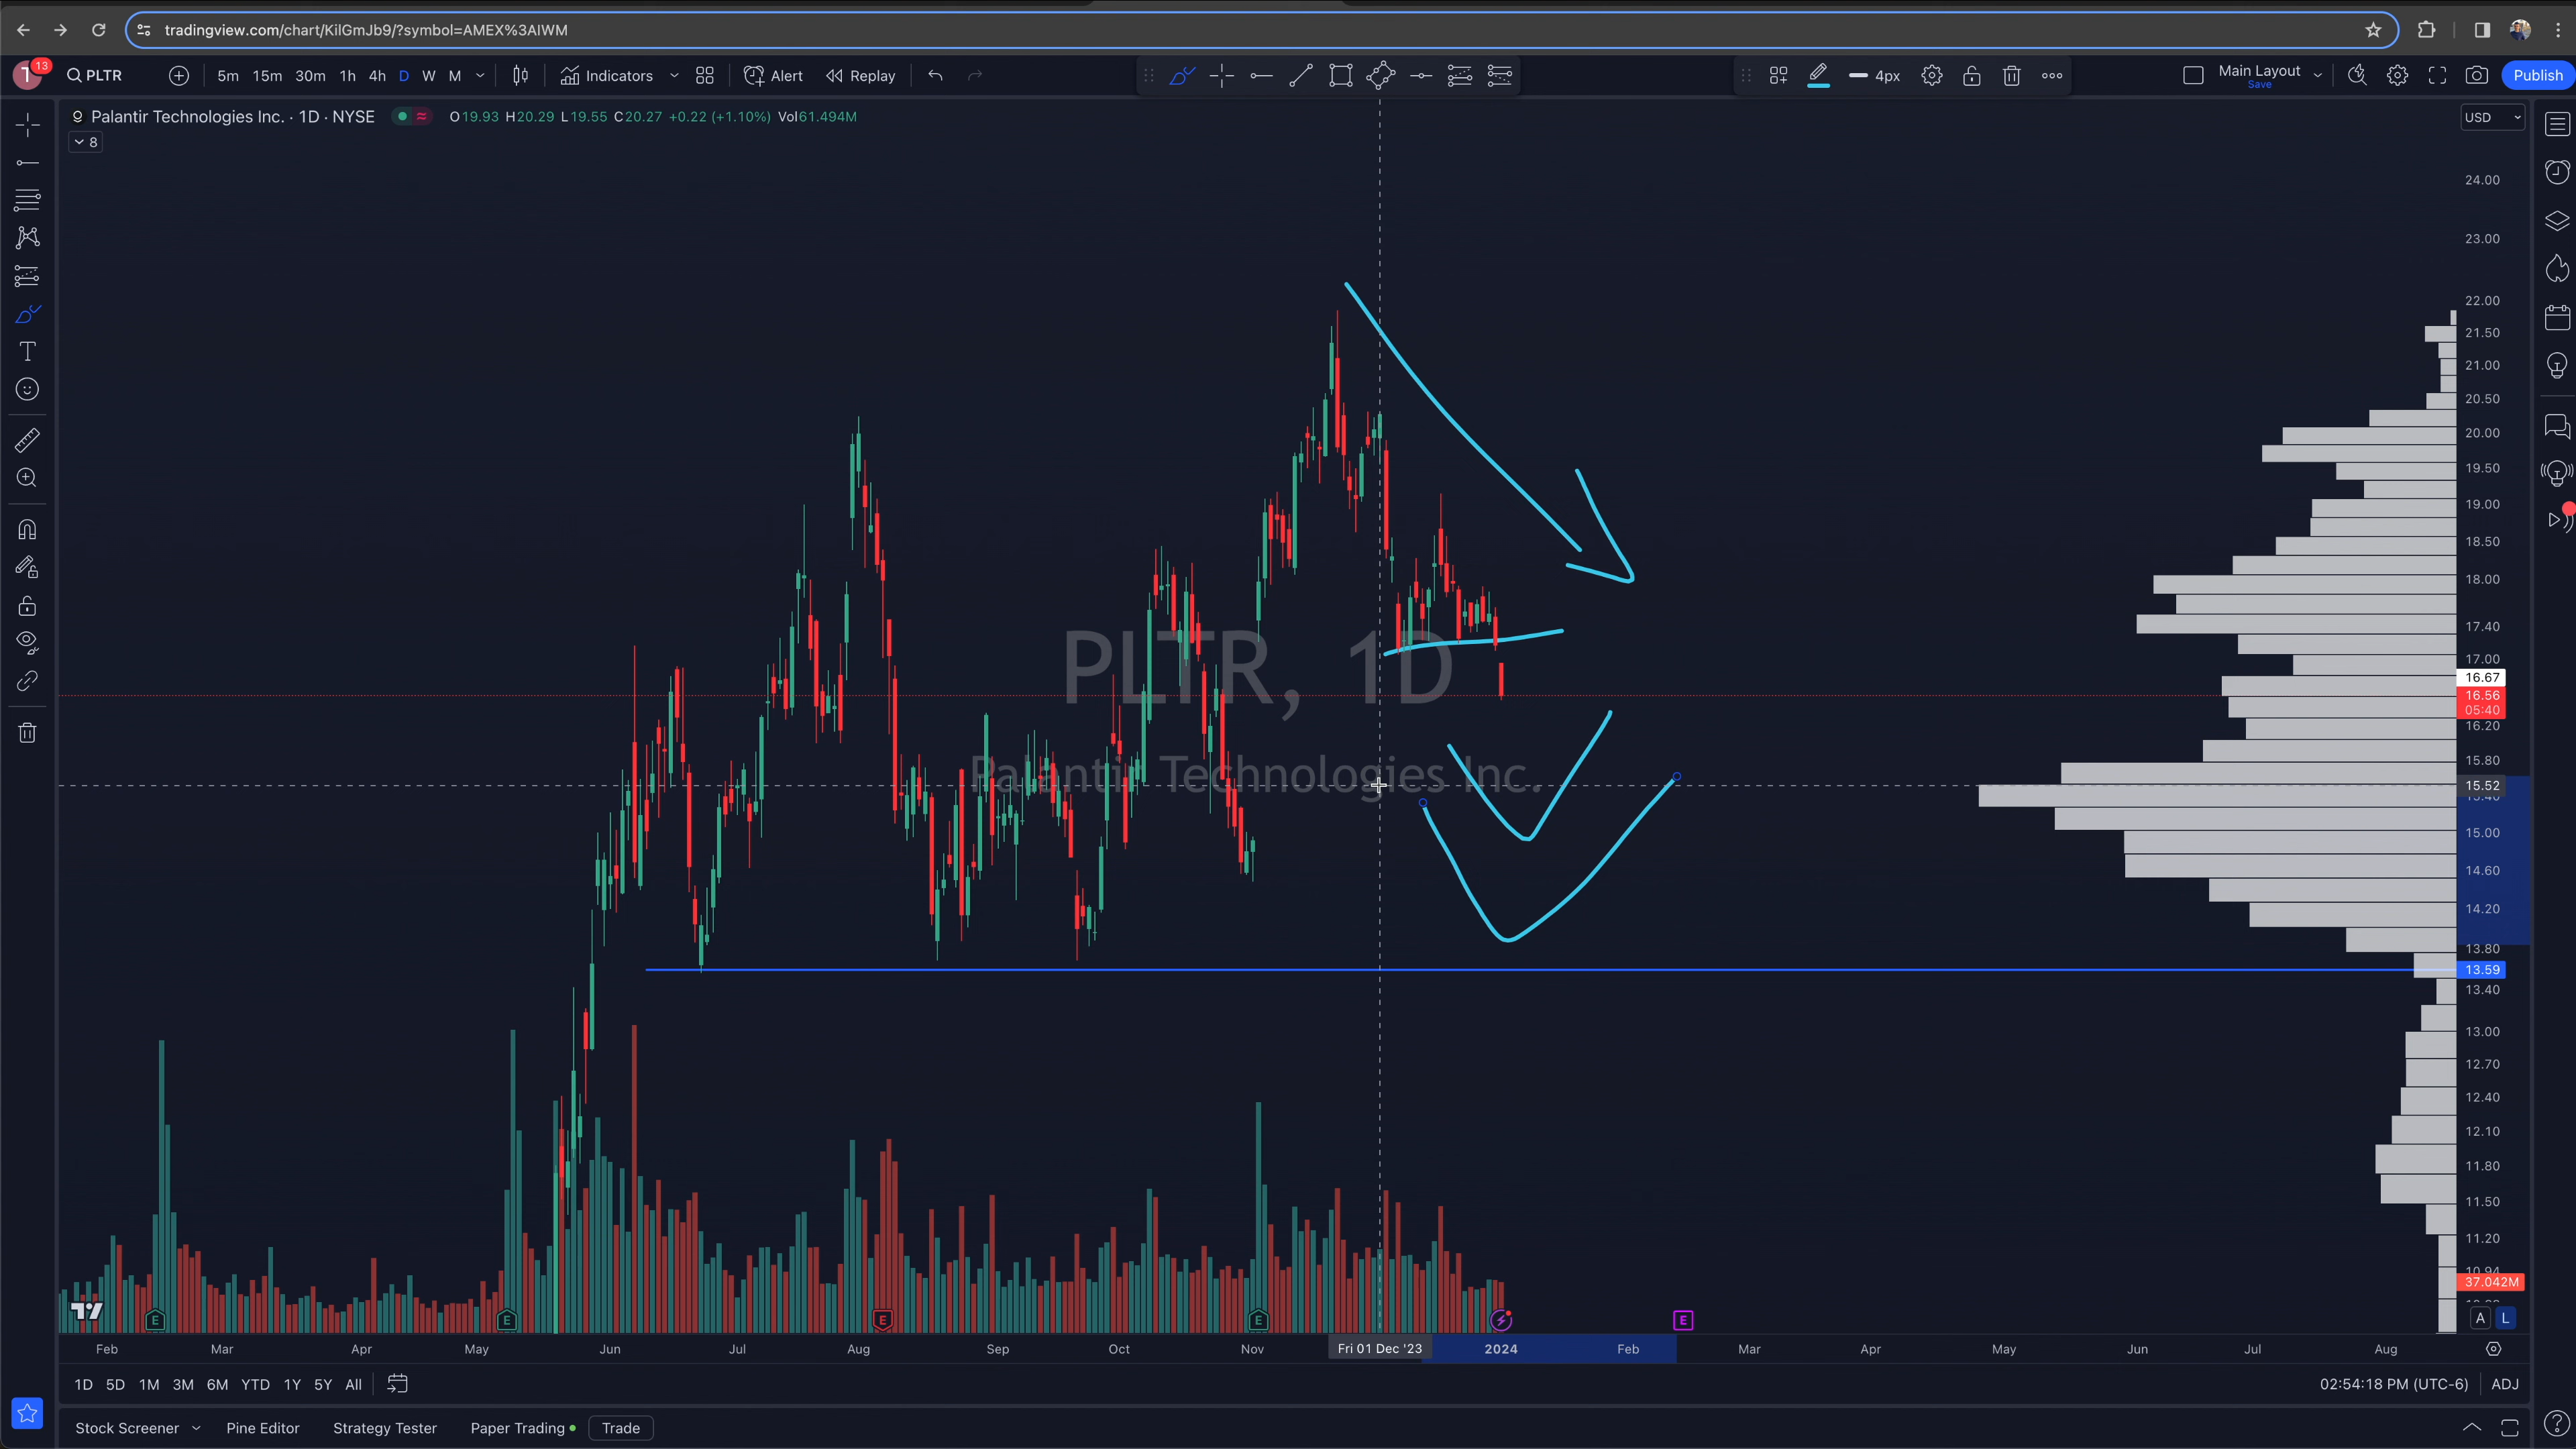 tradingview.com/chart/KilGmJb9/?symbol=AMEX%3AIWM
13
PLTR 5m 15m 30m 1h 4h D W M Indicators Alert Replay 4px Main Layout Save Publish
Palantir Technologies Inc. · 1D · NYSE O19.93 H20.29 L19.55 C20.27 +0.22 (+1.10%) Vol61.494M
USD
8
24.00
23.00
22.00
21.50
21.00
20.50
20.00
19.50
19.00
18.50
18.00
17.40
17.00
16.67
16.56
05:40
16.20
15.80
15.52
15.00
14.60
14.20
13.80
13.59
13.40
13.00
12.70
12.40
12.10
11.80
11.50
11.20
10.94
37.042M
PLTR, 1D
Palantir Technologies Inc.
E E E E E
A L
Feb Mar Apr May Jun Jul Aug Sep Oct Nov Fri 01 Dec '23 2024 Feb Mar Apr May Jun Jul Aug
1D 5D 1M 3M 6M YTD 1Y 5Y All 02:54:18 PM (UTC-6) ADJ
Stock Screener Pine Editor Strategy Tester Paper Trading Trade